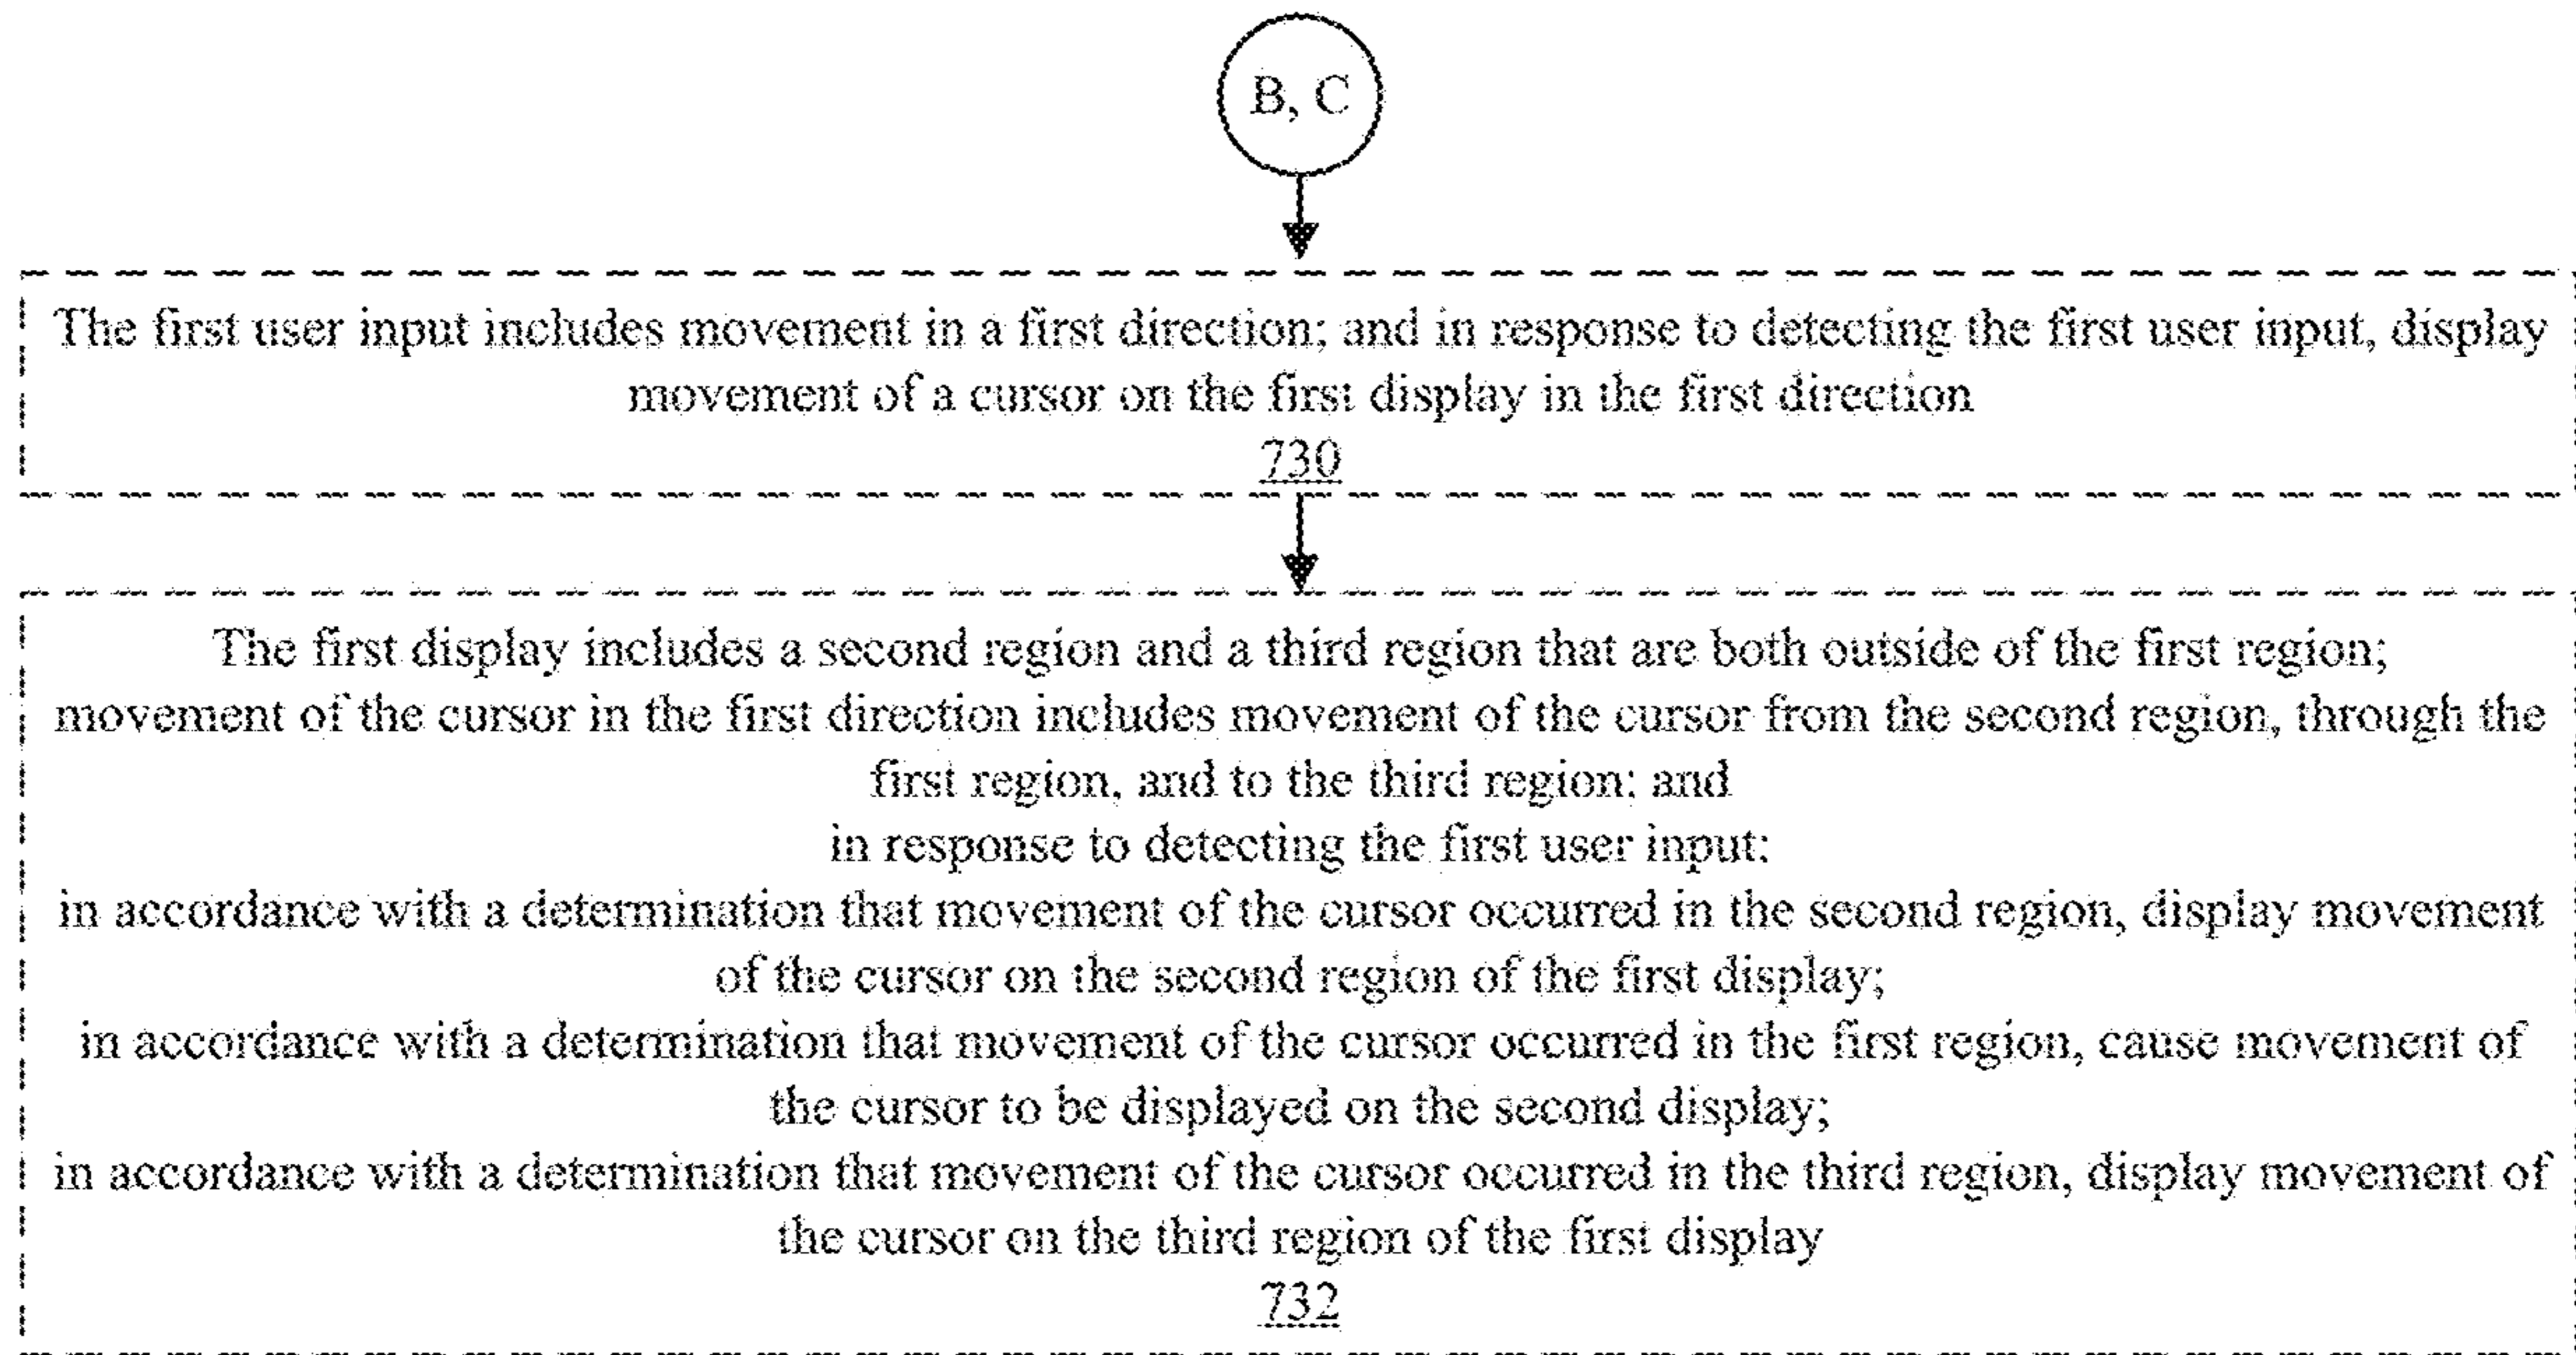 B, C
The first user input includes movement in a first direction; and in response to detecting the first user input, display
movement of a cursor on the first display in the first direction
730
The first display includes a second region and a third region that are both outside of the first region;
movement of the cursor in the first direction includes movement of the cursor from the second region, through the
first region, and to the third region; and
in response to detecting the first user input:
in accordance with a determination that movement of the cursor occurred in the second region, display movement
of the cursor on the second region of the first display;
in accordance with a determination that movement of the cursor occurred in the first region, cause movement of
the cursor to be displayed on the second display;
in accordance with a determination that movement of the cursor occurred in the third region, display movement of
the cursor on the third region of the first display
732